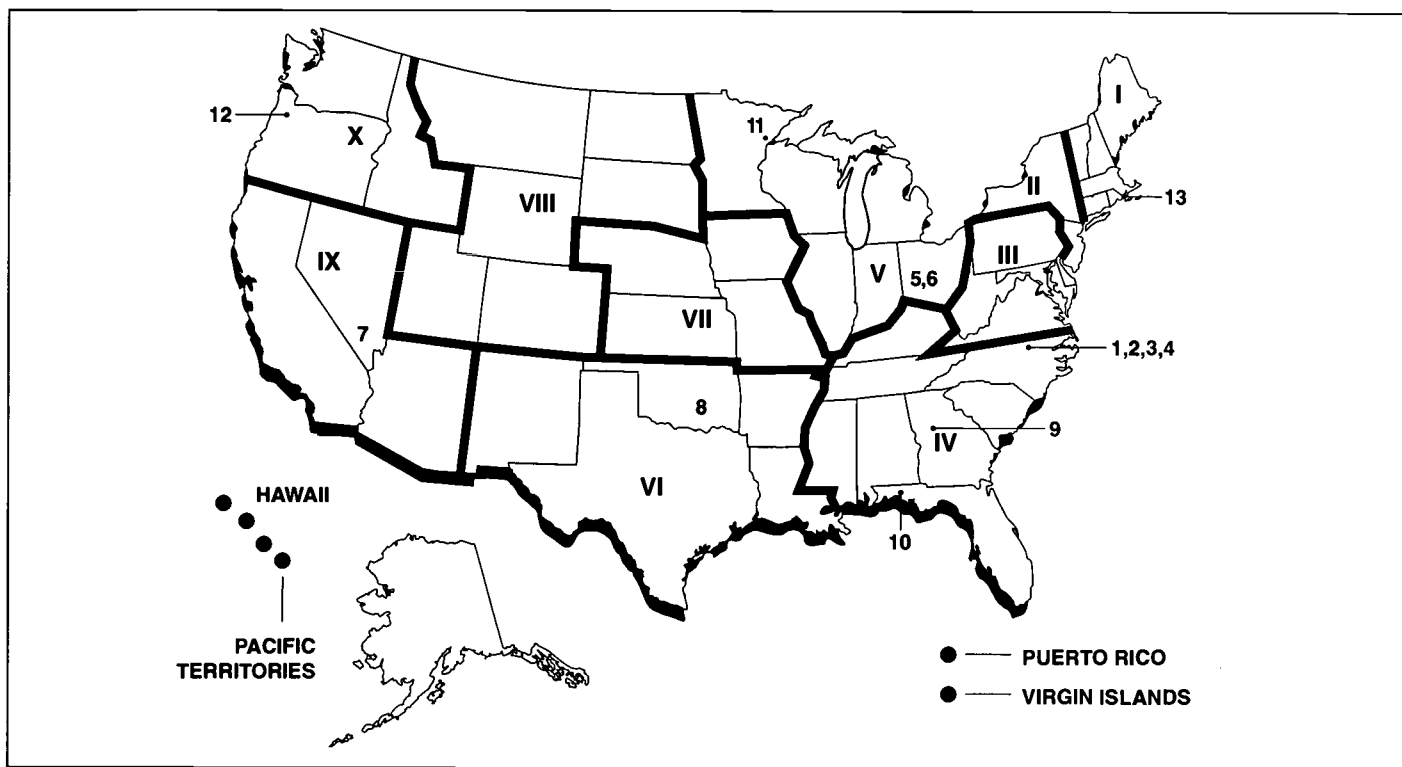 I
12
X
11
II
13
VIII
III
IX
V
5,6
7
VII
1,2,3,4
8
IV
9
VI
HAWAII
10
PACIFIC
TERRITORIES
PUERTO RICO
VIRGIN ISLANDS